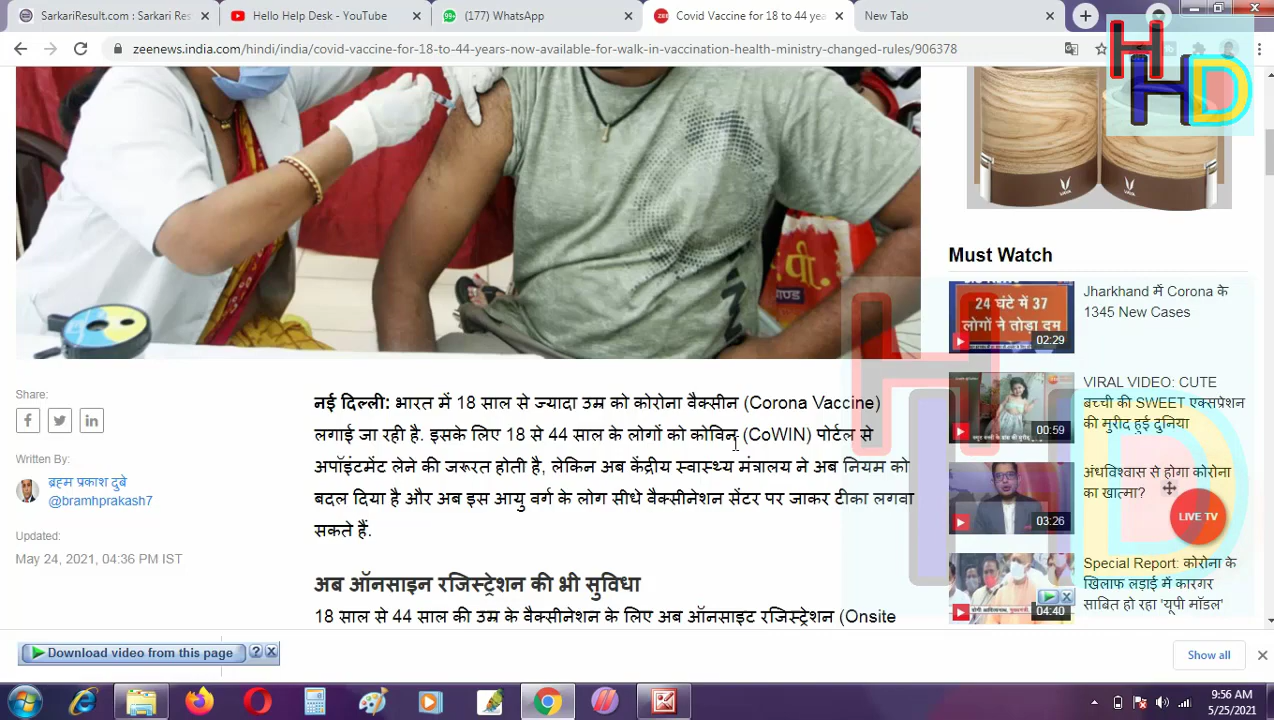 SarkariResult.com : Sarkari Res
Hello Help Desk - YouTube
(177) WhatsApp
Covid Vaccine for 18 to 44 yea
New Tab
zeenews.india.com/hindi/india/covid-vaccine-for-18-to-44-years-now-available-for-walk-in-vaccination-health-ministry-changed-rules/906378
HHD
Must Watch
24 घंटे में 37
लोगों ने तोड़ा दम
02:29
Jharkhand में Corona के
1345 New Cases
00:59
VIRAL VIDEO: CUTE
बच्ची की SWEET एक्सप्रेशन
की मुरीद हुई दुनिया
03:26
अंधविश्वास से होगा कोरोना
का खात्मा?
LIVE TV
04:40
Special Report: कोरोना के
खिलाफ लड़ाई में कारगर
साबित हो रहा 'यूपी मॉडल'
Share:
Written By:
ब्रह्म प्रकाश दुबे
@bramhprakash7
Updated:
May 24, 2021, 04:36 PM IST
नई दिल्ली: भारत में 18 साल से ज्यादा उम्र को कोरोना वैक्सीन (Corona Vaccine)
लगाई जा रही है. इसके लिए 18 से 44 साल के लोगों को कोविन (CoWIN) पोर्टल से
अपॉइंटमेंट लेने की जरूरत होती है, लेकिन अब केंद्रीय स्वास्थ्य मंत्रालय ने अब नियम को
बदल दिया है और अब इस आयु वर्ग के लोग सीधे वैक्सीनेशन सेंटर पर जाकर टीका लगवा
सकते हैं.
अब ऑनसाइन रजिस्ट्रेशन की भी सुविधा
18 साल से 44 साल की उम्र के वैक्सीनेशन के लिए अब ऑनसाइट रजिस्ट्रेशन (Onsite
Download video from this page
Show all
9:56 AM
5/25/2021